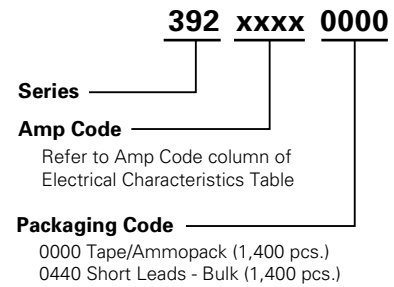 392 xxxx 0000
Series
Amp Code
Refer to Amp Code column of
Electrical Characteristics Table
Packaging Code
0000 Tape/Ammopack (1,400 pcs.)
0440 Short Leads - Bulk (1,400 pcs.)